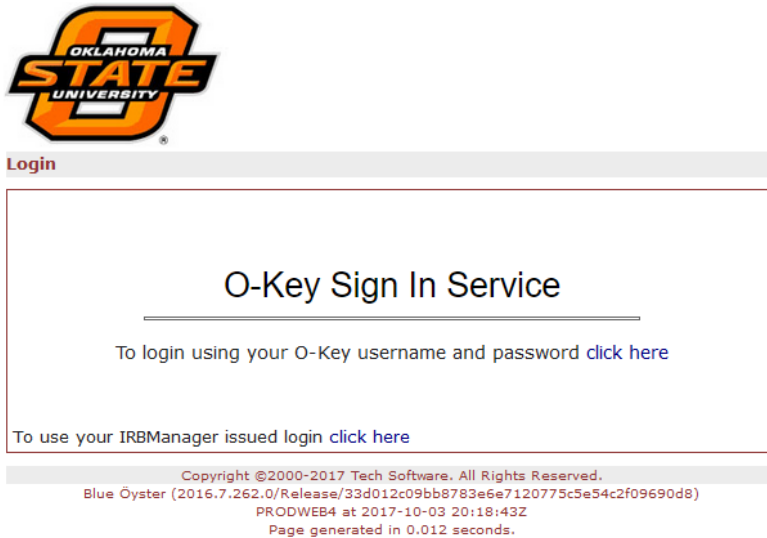 OKLAHOMA
STATE
UNIVERSITY
®
Login
O-Key Sign In Service
To login using your O-Key username and password click here
To use your IRBManager issued login click here
Copyright ©2000-2017 Tech Software. All Rights Reserved.
Blue Öyster (2016.7.262.0/Release/33d012c09bb8783e6e7120775c5e54c2f09690d8)
PRODWEB4 at 2017-10-03 20:18:43Z
Page generated in 0.012 seconds.